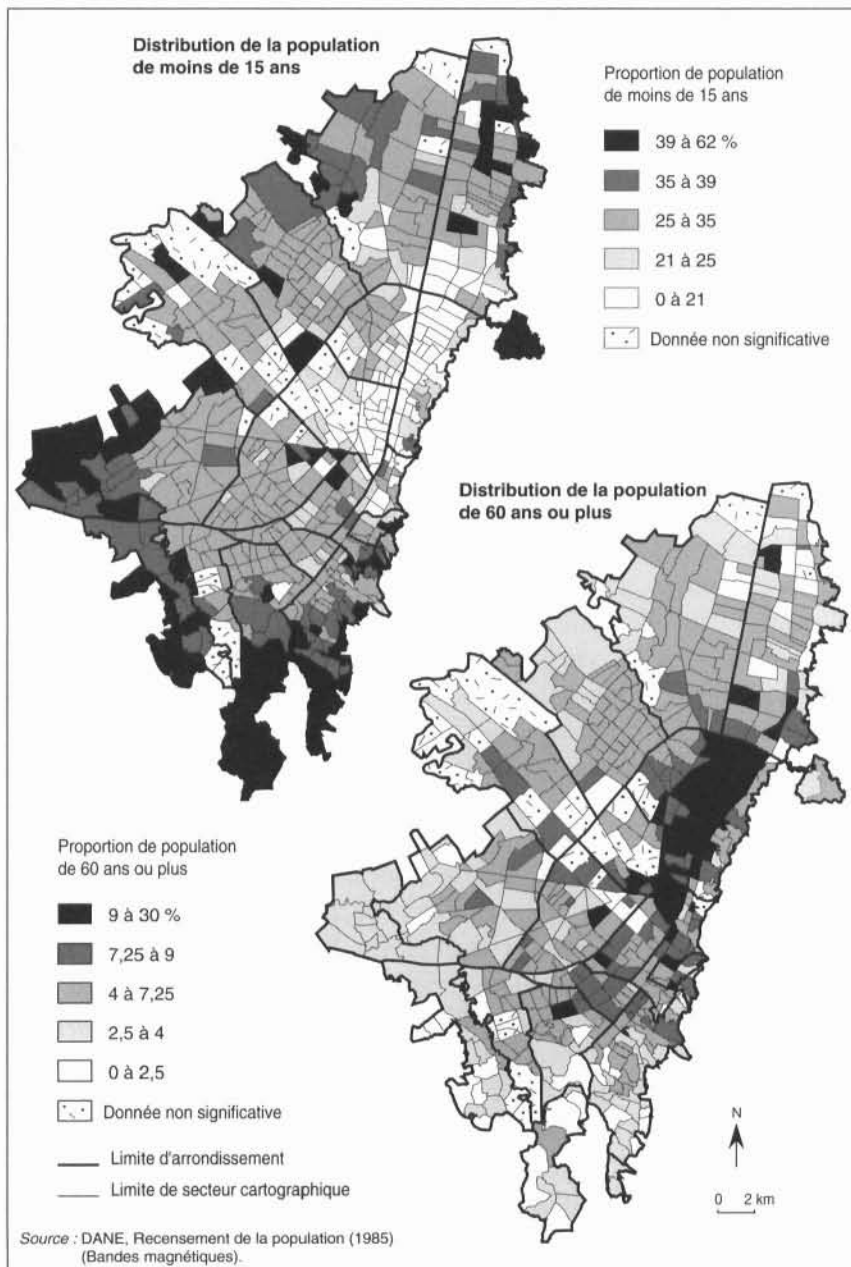 Distribution de la population
de moins de 15 ans
Proportion de population
de moins de 15 ans
39 à 62 %
35 à 39
25 à 35
21 à 25
0 à 21
Donnée non significative
Distribution de la population
de 60 ans ou plus
Proportion de population
de 60 ans ou plus
9 à 30 %
7,25 à 9
4 à 7,25
2,5 à 4
0 à 2,5
Donnée non significative
Limite d'arrondissement
Limite de secteur cartographique
N
0 2 km
Source : DANE, Recensement de la population (1985)
(Bandes magnétiques).